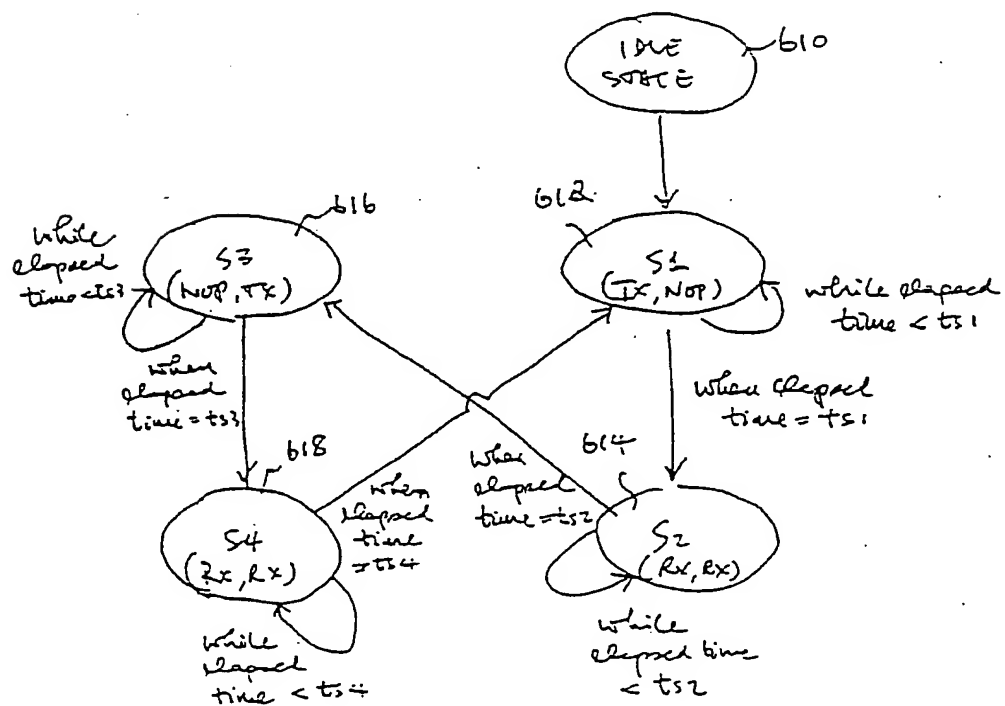 IDLE
STATE
610
612
S1
(TX, NOP)
while elapsed
time < ts1
when elapsed
time = ts1
616
S3
(NOP, TX)
while
elapsed
time < ts3
when
elapsed
time = ts3
618
S4
(RX, RX)
when
elapsed
time
= ts4
while
elapsed
time < ts4
614
S2
(RX, RX)
when
elapsed
time = ts2
while
elapsed time
< ts2